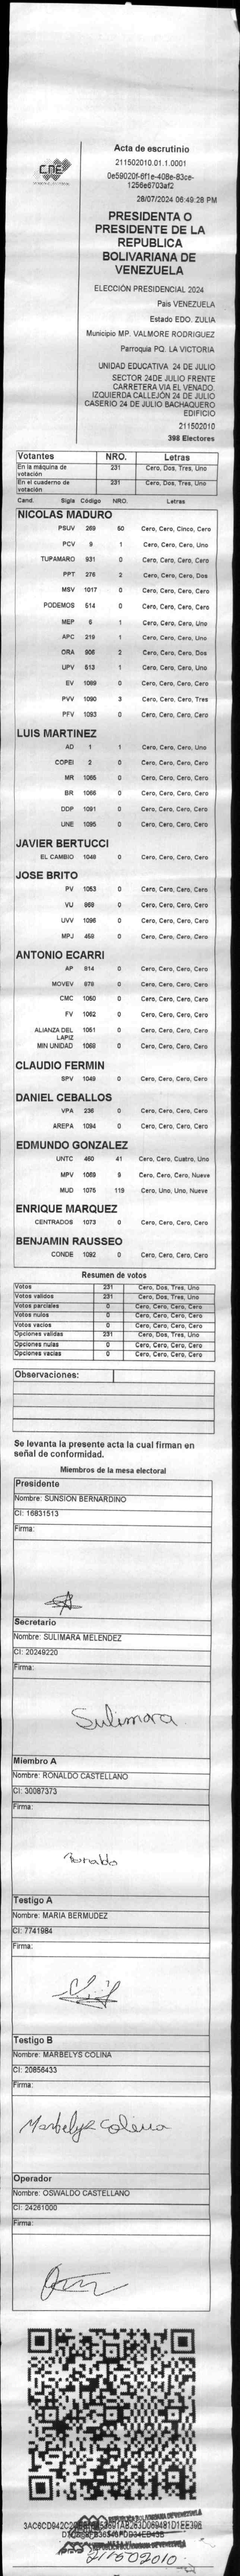 CNE
Acta de escrutinio
211502010.01.1.0001
0e59020f-6f1e-408e-83ce-
1256e6703af2
28/07/2024 06:49:28 PM
PRESIDENTA O
PRESIDENTE DE LA
REPUBLICA
BOLIVARIANA DE
VENEZUELA
ELECCIÓN PRESIDENCIAL 2024
Pais VENEZUELA
Estado EDO. ZULIA
Municipio MP. VALMORE RODRIGUEZ
Parroquia PQ. LA VICTORIA
UNIDAD EDUCATIVA 24 DE JULIO
SECTOR 24DE JULIO FRENTE
CARRETERA VIA EL VENADO.
IZQUIERDA CALLEJÓN 24 DE JULIO
CASERIO 24 DE JULIO BACHAQUERO
EDIFICIO
211502010
398 Electores
Votantes NRO. Letras
En la máquina de votación 231 Cero, Dos, Tres, Uno
En el cuaderno de votación 231 Cero, Dos, Tres, Uno
Cand. Sigla Código NRO. Letras
NICOLAS MADURO
PSUV 269 50 Cero, Cero, Cinco, Cero
PCV 9 1 Cero, Cero, Cero, Uno
TUPAMARO 931 0 Cero, Cero, Cero, Cero
PPT 276 2 Cero, Cero, Cero, Dos
MSV 1017 0 Cero, Cero, Cero, Cero
PODEMOS 514 0 Cero, Cero, Cero, Cero
MEP 5 1 Cero, Cero, Cero, Uno
APC 219 1 Cero, Cero, Cero, Uno
ORA 905 2 Cero, Cero, Cero, Dos
UPV 513 1 Cero, Cero, Cero, Uno
EV 1089 0 Cero, Cero, Cero, Cero
PVV 1090 3 Cero, Cero, Cero, Tres
PFV 1093 0 Cero, Cero, Cero, Cero
LUIS MARTINEZ
AD 1 1 Cero, Cero, Cero, Uno
COPEI 2 0 Cero, Cero, Cero, Cero
MR 1065 0 Cero, Cero, Cero, Cero
BR 1066 0 Cero, Cero, Cero, Cero
DDP 1091 0 Cero, Cero, Cero, Cero
UNE 1095 0 Cero, Cero, Cero, Cero
JAVIER BERTUCCI
EL CAMBIO 1048 0 Cero, Cero, Cero, Cero
JOSE BRITO
PV 1053 0 Cero, Cero, Cero, Cero
VU 868 0 Cero, Cero, Cero, Cero
UVV 1096 0 Cero, Cero, Cero, Cero
MPJ 459 0 Cero, Cero, Cero, Cero
ANTONIO ECARRI
AP 814 0 Cero, Cero, Cero, Cero
MOVEV 878 0 Cero, Cero, Cero, Cero
CMC 1050 0 Cero, Cero, Cero, Cero
FV 1052 0 Cero, Cero, Cero, Cero
ALIANZA DEL LAPIZ 1051 0 Cero, Cero, Cero, Cero
MIN UNIDAD 1068 0 Cero, Cero, Cero, Cero
CLAUDIO FERMIN
SPV 1049 0 Cero, Cero, Cero, Cero
DANIEL CEBALLOS
VPA 236 0 Cero, Cero, Cero, Cero
AREPA 1094 0 Cero, Cero, Cero, Cero
EDMUNDO GONZALEZ
UNTC 460 41 Cero, Cero, Cuatro, Uno
MPV 1069 9 Cero, Cero, Cero, Nueve
MUD 1075 119 Cero, Uno, Uno, Nueve
ENRIQUE MARQUEZ
CENTRADOS 1073 0 Cero, Cero, Cero, Cero
BENJAMIN RAUSSEO
CONDE 1092 0 Cero, Cero, Cero, Cero
Resumen de votos
Votos 231 Cero, Dos, Tres, Uno
Votos validos 231 Cero, Dos, Tres, Uno
Votos parciales 0 Cero, Cero, Cero, Cero
Votos nulos 0 Cero, Cero, Cero, Cero
Votos vacios 0 Cero, Cero, Cero, Cero
Opciones validas 231 Cero, Dos, Tres, Uno
Opciones nulas 0 Cero, Cero, Cero, Cero
Opciones vacias 0 Cero, Cero, Cero, Cero
Observaciones:
Se levanta la presente acta la cual firman en
señal de conformidad.
Miembros de la mesa electoral
Presidente
Nombre: SUNSION BERNARDINO
CI: 16831513
Firma:
Secretario
Nombre: SULIMARA MELENDEZ
CI: 20249220
Firma:
Sulimara
Miembro A
Nombre: RONALDO CASTELLANO
CI: 30087373
Firma:
Ronaldo
Testigo A
Nombre: MARIA BERMUDEZ
CI: 7741984
Firma:
Testigo B
Nombre: MARBELYS COLINA
CI: 20856433
Firma:
Marbelys Colina
Operador
Nombre: OSWALDO CASTELLANO
CI: 24261000
Firma:
211502010